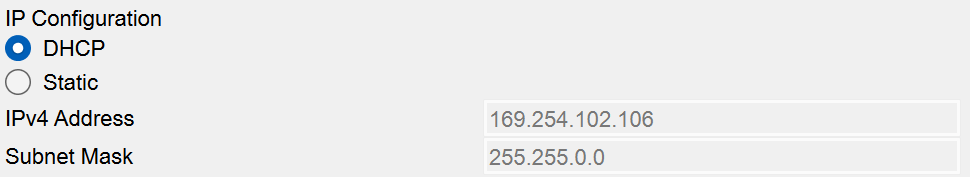 IP Configuration
DHCP
Static
IPv4 Address 169.254.102.106
Subnet Mask 255.255.0.0